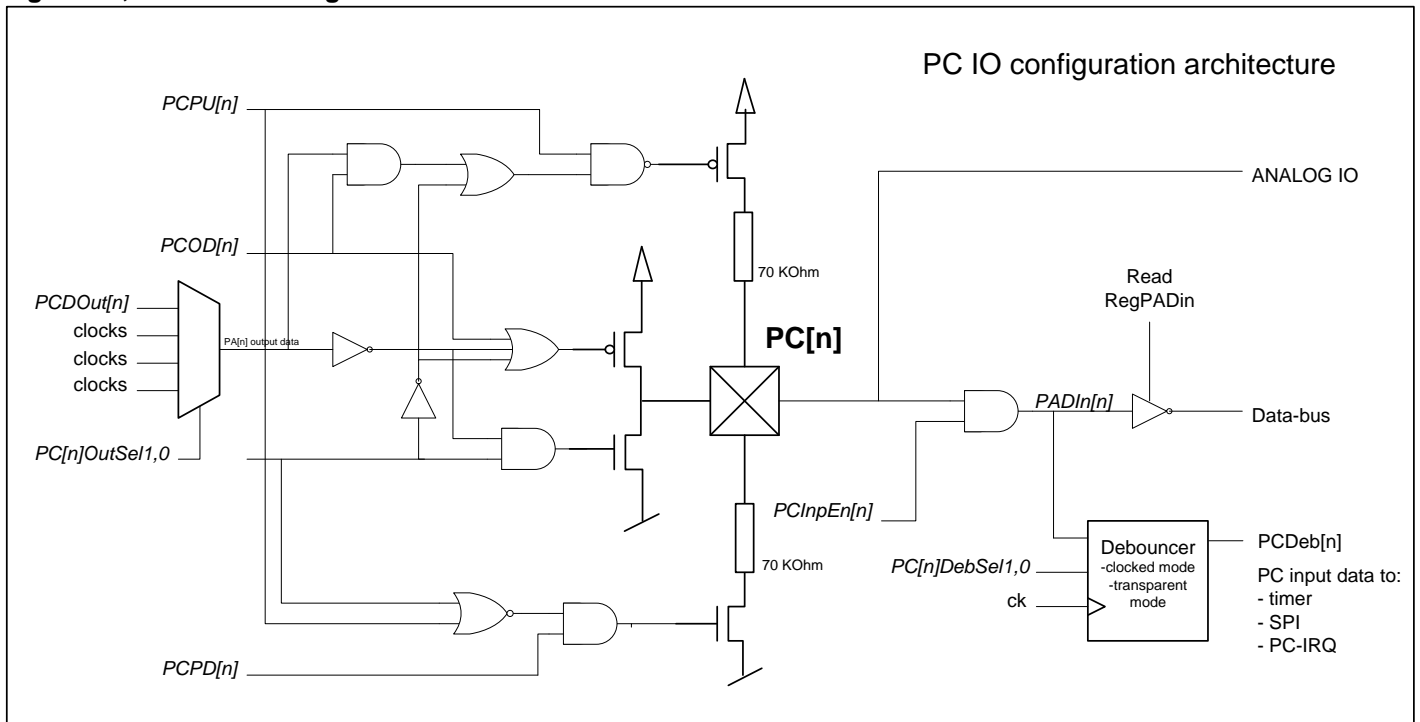 PC IO configuration architecture
PCPU[n]
ANALOG IO
PCOD[n]
70 KOhm
Read
RegPADin
PCDOut[n]
clocks
clocks
clocks
PA[n] output data
PC[n]
PADIn[n]
Data-bus
PC[n]OutSel1,0
PCInpEn[n]
70 KOhm
Debouncer
-clocked mode
-transparent
mode
PC[n]DebSel1,0
ck
PCDeb[n]
PC input data to:
- timer
- SPI
- PC-IRQ
PCPD[n]